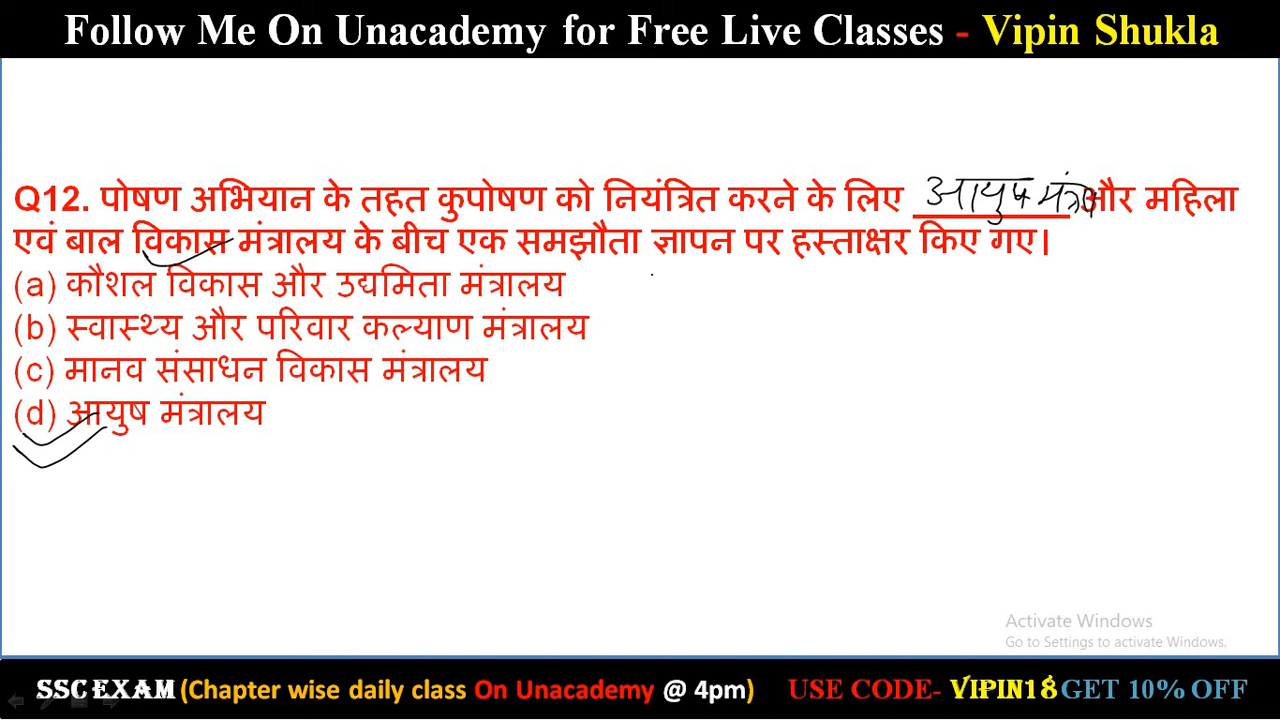 Follow Me On Unacademy for Free Live Classes - Vipin Shukla
Q12. पोषण अभियान के तहत कुपोषण को नियंत्रित करने के लिए आयुष मंत्रा और महिला
एवं बाल विकास मंत्रालय के बीच एक समझौता ज्ञापन पर हस्ताक्षर किए गए।
(a) कौशल विकास और उद्यमिता मंत्रालय
(b) स्वास्थ्य और परिवार कल्याण मंत्रालय
(c) मानव संसाधन विकास मंत्रालय
(d) आयुष मंत्रालय
Activate Windows
Go to Settings to activate Windows.
SSC EXAM (Chapter wise daily class On Unacademy @ 4pm) USE CODE- VIPIN18 GET 10% OFF